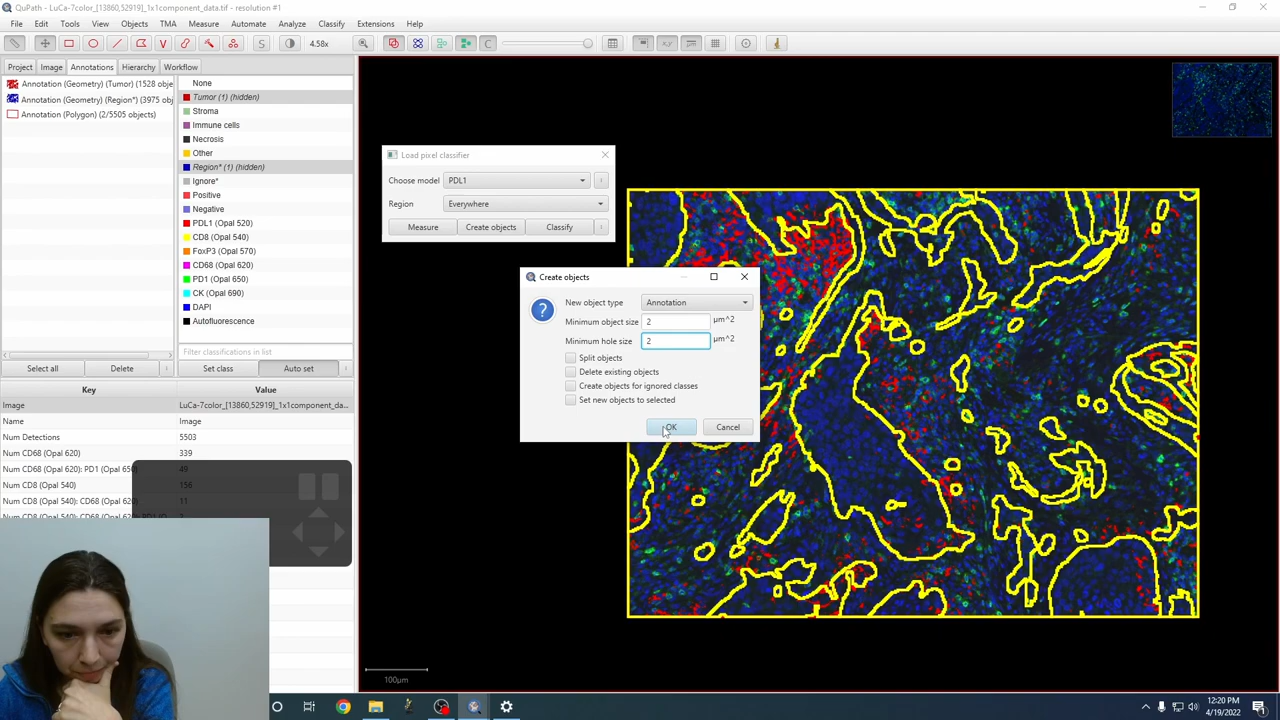 QuPath - LuCa-7color_[13860,52919]_1x1component_data.tif - resolution #1
File Edit Tools View Objects TMA Measure Automate Analyze Classify Extensions Help
4.58x
Project Image Annotations Hierarchy Workflow
Annotation (Geometry) (Tumor) (1528 obje
Annotation (Geometry) (Region*) (3975 obj
Annotation (Polygon) (2/5505 objects)
None
Tumor (1) (hidden)
Stroma
Immune cells
Necrosis
Other
Region* (1) (hidden)
Ignore*
Positive
Negative
PDL1 (Opal 520)
CD8 (Opal 540)
FoxP3 (Opal 570)
CD68 (Opal 620)
PD1 (Opal 650)
CK (Opal 690)
DAPI
Autofluorescence
Filter classifications in list
Select all Delete Set class Auto set
Key Value
Image LuCa-7color_[13860,52919]_1x1component_da...
Name Image
Num Detections 5503
Num CD68 (Opal 620) 339
Num CD68 (Opal 620): PD1 (Opal 650) 49
Num CD8 (Opal 540) 156
Num CD8 (Opal 540): CD68 (Opal 620) 11
Load pixel classifier
Choose model PDL1
Region Everywhere
Measure Create objects Classify
Create objects
New object type Annotation
Minimum object size 2 µm^2
Minimum hole size 2 µm^2
Split objects
Delete existing objects
Create objects for ignored classes
Set new objects to selected
OK Cancel
100µm
12:20 PM
4/19/2022